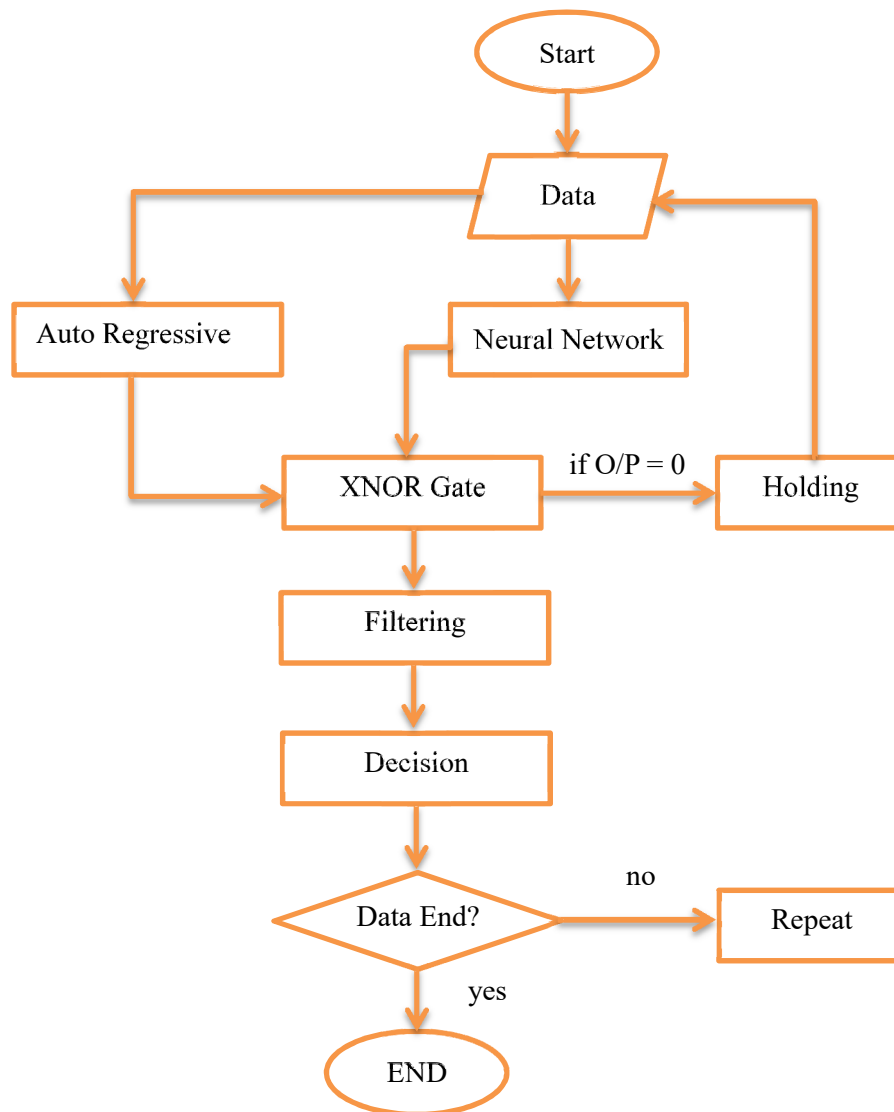 Start
Data
Auto Regressive
Neural Network
XNOR Gate
if O/P = 0
Holding
Filtering
Decision
Data End?
no
Repeat
yes
END